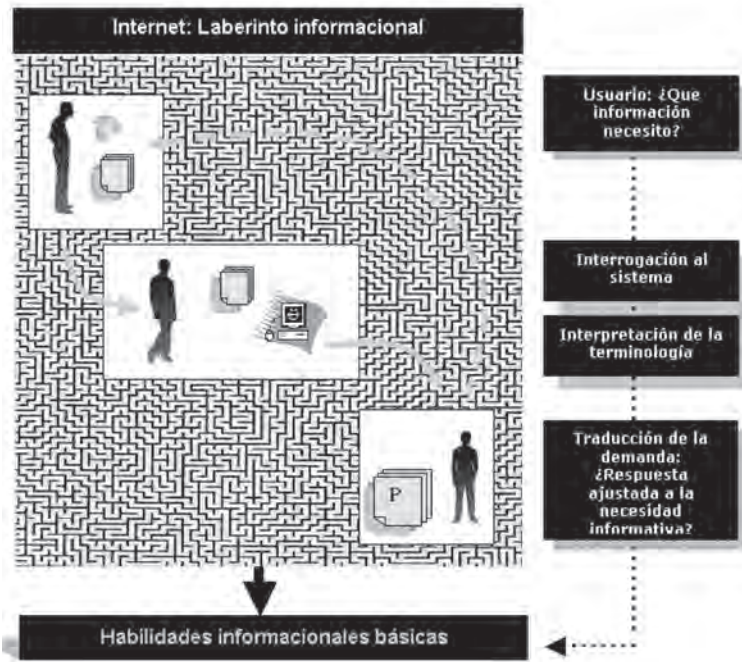 Internet: Laberinto informacional
Usuario: ¿Que
información
necesito?
Interrogación al
sistema
Interpretación de la
terminología
Traducción de la
demanda:
¿Respuesta
ajustada a la
necesidad
informativa?
P
Habilidades informacionales básicas